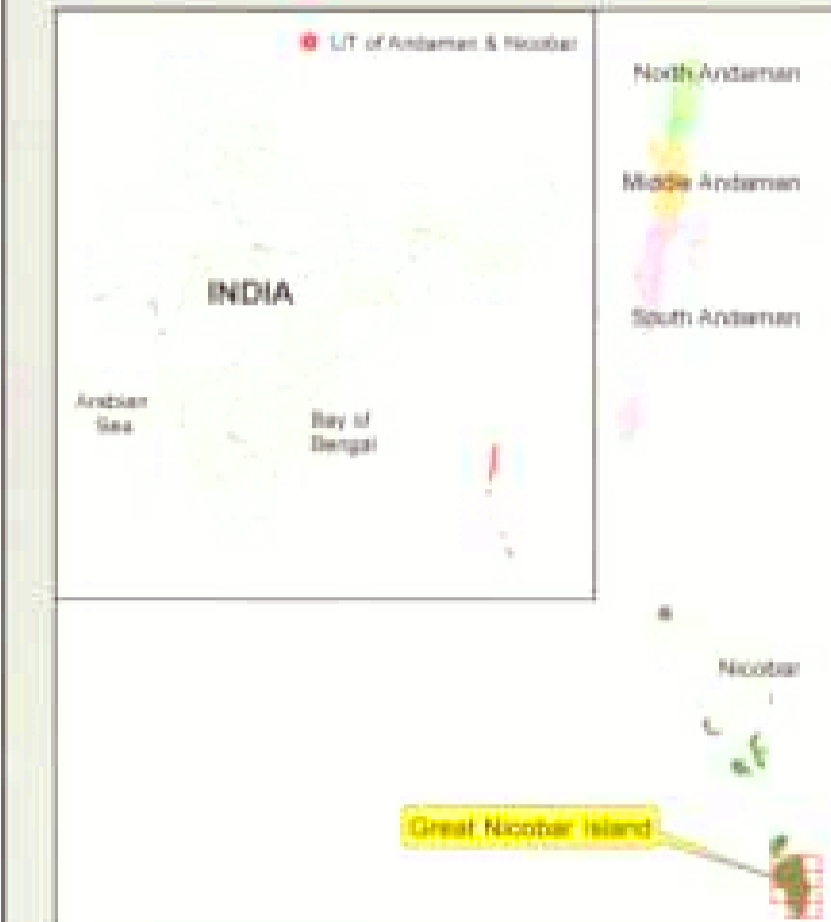 UT of Andaman & Nicobar
INDIA
Arabian
Sea
Bay of
Bengal
North Andaman
Middle Andaman
South Andaman
Nicobar
Great Nicobar Island